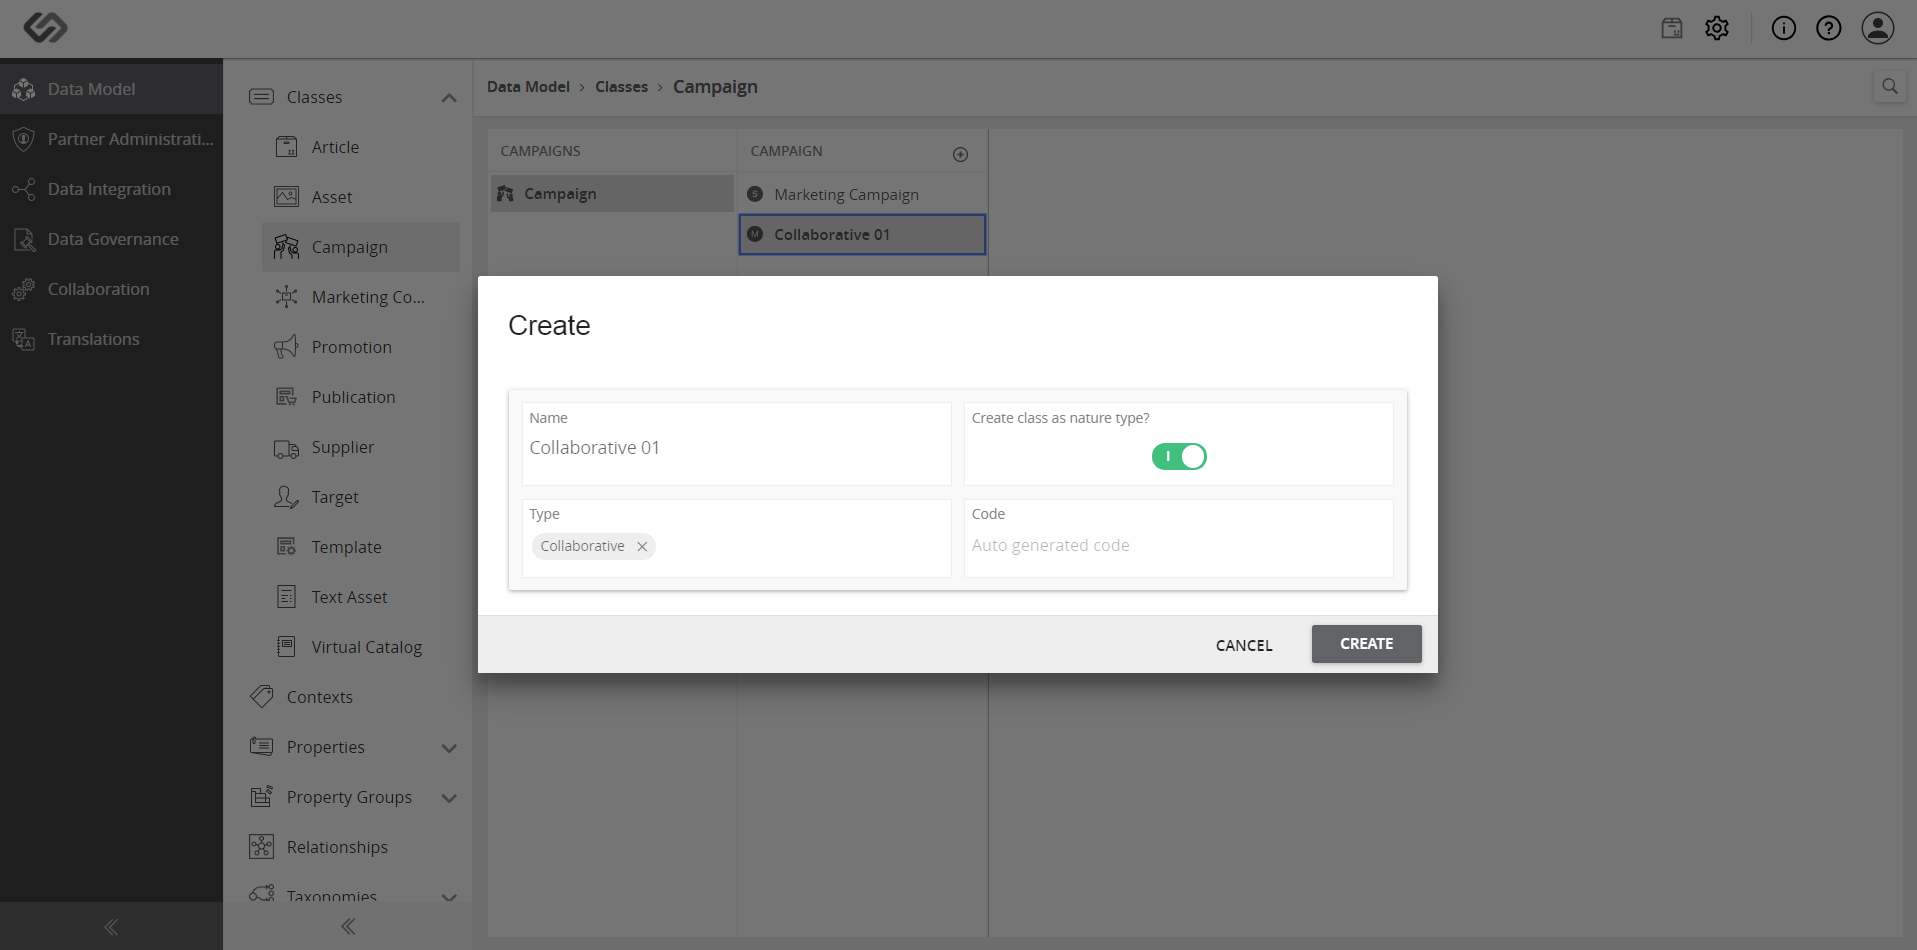 Data Model
Partner Administrati...
Data Integration
Data Governance
Collaboration
Translations
Classes
Article
Asset
Campaign
Marketing Co...
Promotion
Publication
Supplier
Target
Template
Text Asset
Virtual Catalog
Contexts
Properties
Property Groups
Relationships
Taxonomies
Data Model › Classes › Campaign
CAMPAIGNS
Campaign
CAMPAIGN
S Marketing Campaign
M Collaborative 01
Create
Name
Collaborative 01
Create class as nature type?
Type
Collaborative
Code
Auto generated code
CANCEL
CREATE